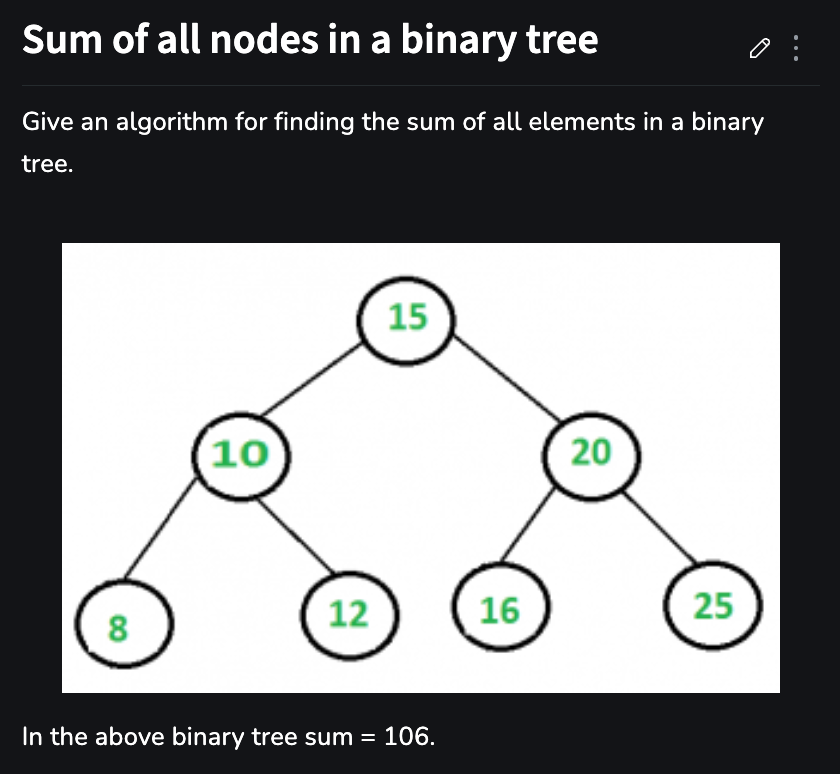 Sum of all nodes in a binary tree
Give an algorithm for finding the sum of all elements in a binary
tree.
15
10
20
8
12
16
25
In the above binary tree sum = 106.